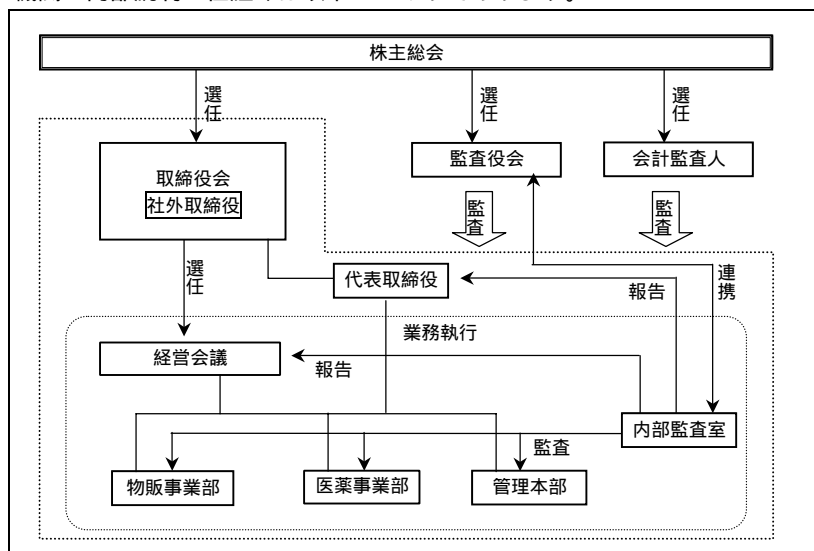 株主総会
選任
選任
選任
取締役会
社外取締役
監査役会
会計監査人
監査
監査
選任
代表取締役
報告
連携
業務執行
経営会議
報告
内部監査室
監査
物販事業部
医薬事業部
管理本部